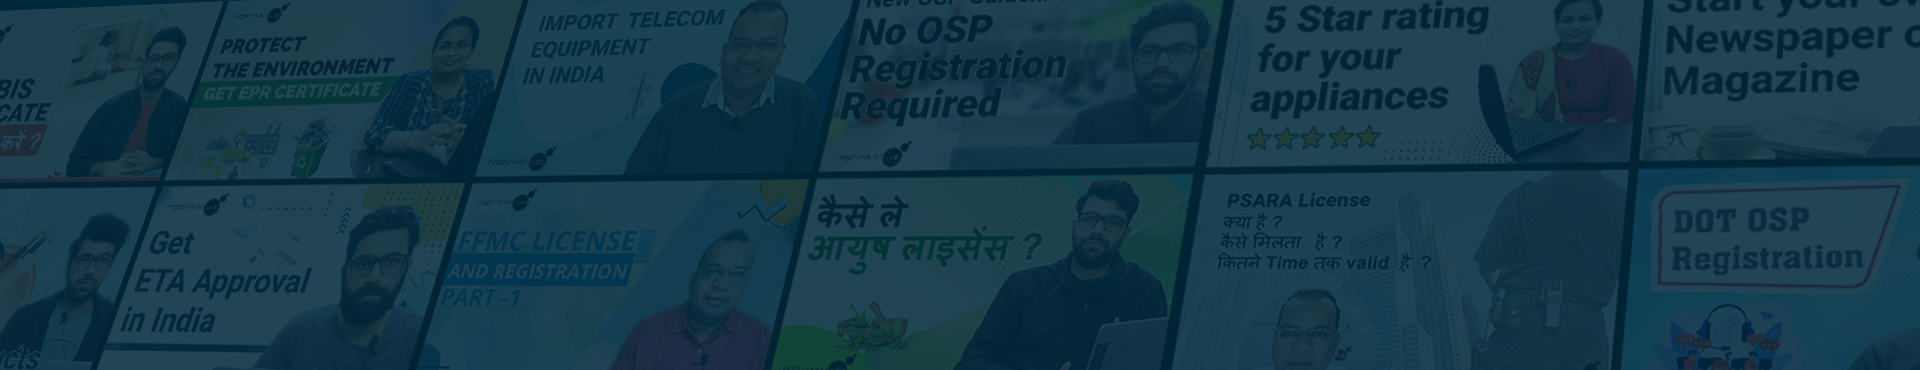 BIS
CATE
करें ?
PROTECT
THE ENVIRONMENT
GET EPR CERTIFICATE
IMPORT TELECOM
EQUIPMENT
IN INDIA
No OSP
Registration
Required
5 Star rating
for your
appliances
Start your
Newspaper
Magazine
Get
ETA Approval
in India
FFMC LICENSE
AND REGISTRATION
PART -1
कैसे ले
आयुष लाइसेंस ?
PSARA License
क्या है ?
कैसे मिलता है ?
कितने Time तक valid है ?
DOT OSP
Registration